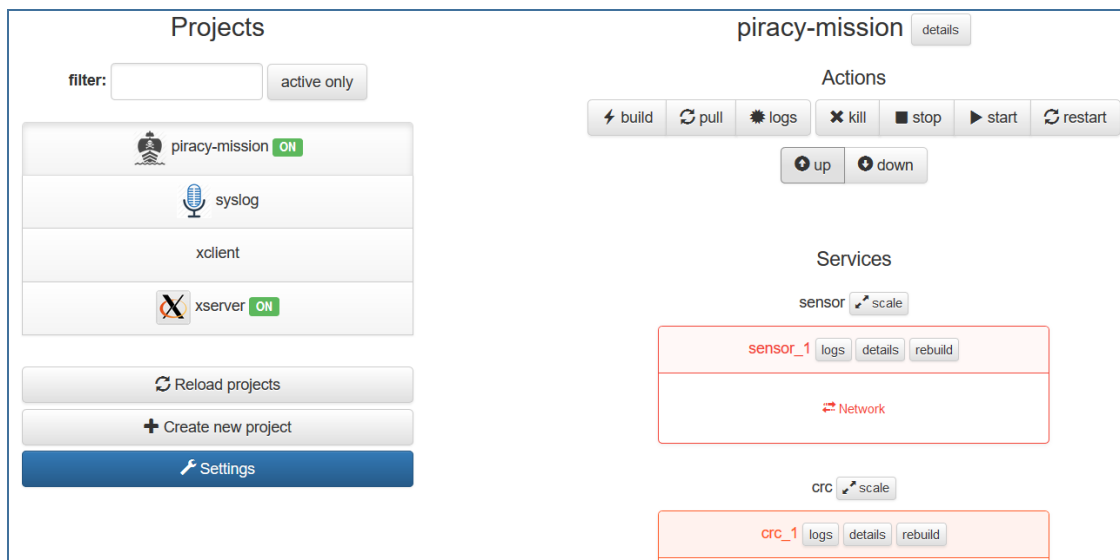 Projects
filter:
active only
piracy-mission ON
syslog
xclient
xserver ON
Reload projects
Create new project
Settings
piracy-mission details
Actions
build pull logs kill stop start restart
up down
Services
sensor scale
sensor_1 logs details rebuild
Network
crc scale
crc_1 logs details rebuild